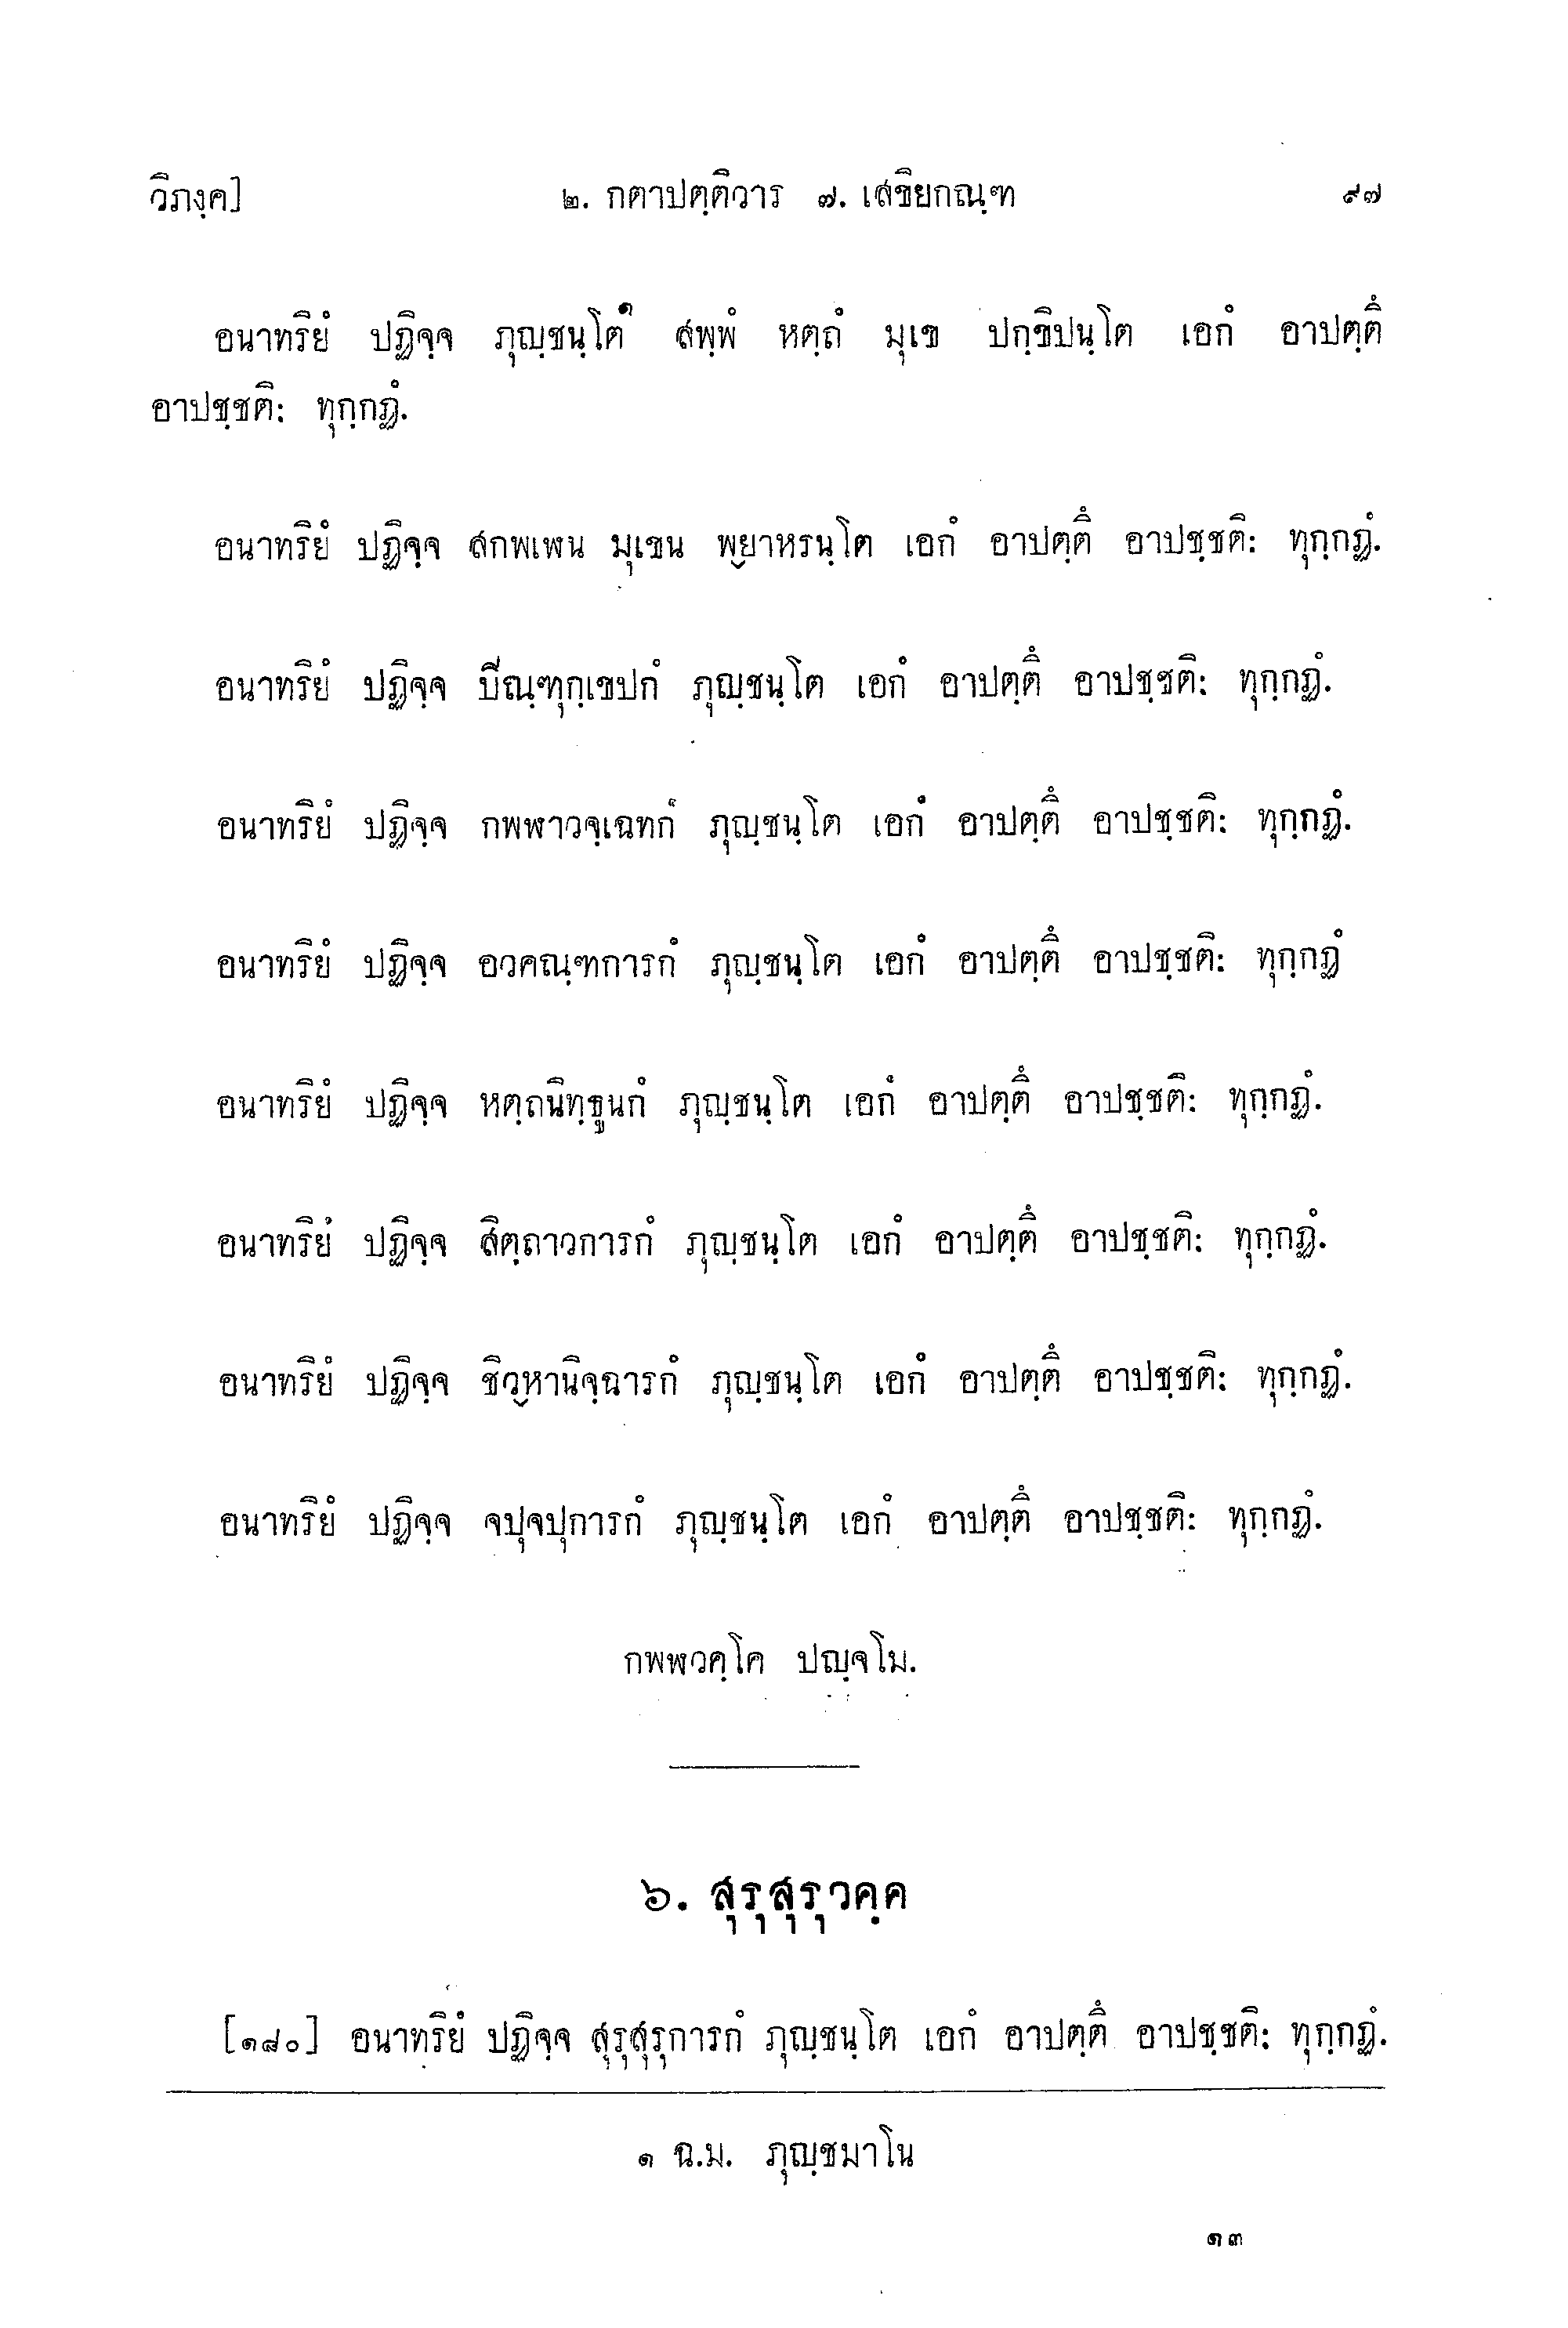 วิภงฺค] ๒. กตาปตฺติวาร ๗. เสขิยกณฺฑ ๙๗
อนาทริยํ ปฏิจฺจ ภุญฺชนฺโต๑ สพฺพํ หตฺถํ มุเข ปกฺขิปนฺโต เอกํ อาปตฺตึ
อาปชฺชติ: ทุกฺกฏํ.
อนาทริยํ ปฏิจฺจ สกพเพน มุเขน พฺยาหรนฺโต เอกํ อาปตฺตึ อาปชฺชติ: ทุกฺกฏํ.
อนาทริยํ ปฏิจฺจ ปิณฺฑุกฺเขปกํ ภุญฺชนฺโต เอกํ อาปตฺตึ อาปชฺชติ: ทุกฺกฏํ.
อนาทริยํ ปฏิจฺจ กพพาวจฺเฉทกํ ภุญฺชนฺโต เอกํ อาปตฺตึ อาปชฺชติ: ทุกฺกฏํ.
อนาทริยํ ปฏิจฺจ อวคณฺฑการกํ ภุญฺชนฺโต เอกํ อาปตฺตึ อาปชฺชติ: ทุกฺกฏํ
อนาทริยํ ปฏิจฺจ หตฺถนิทฺธูนกํ ภุญฺชนฺโต เอกํ อาปตฺตึ อาปชฺชติ: ทุกฺกฏํ.
อนาทริยํ ปฏิจฺจ สิตฺถาวการกํ ภุญฺชนฺโต เอกํ อาปตฺตึ อาปชฺชติ: ทุกฺกฏํ.
อนาทริยํ ปฏิจฺจ ชิวฺหานิจฺฉารกํ ภุญฺชนฺโต เอกํ อาปตฺตึ อาปชฺชติ: ทุกฺกฏํ.
อนาทริยํ ปฏิจฺจ จปุจปุการกํ ภุญฺชนฺโต เอกํ อาปตฺตึ อาปชฺชติ: ทุกฺกฏํ.
กพพวคฺโค ปญฺจโม.
๖. สุรุสุรุวคฺค
[๑๘๐] อนาทริยํ ปฏิจฺจ สุรุสุรุการกํ ภุญฺชนฺโต เอกํ อาปตฺตึ อาปชฺชติ: ทุกฺกฏํ.
๑ ฉ.ม. ภุญฺชมาโน
๑๓